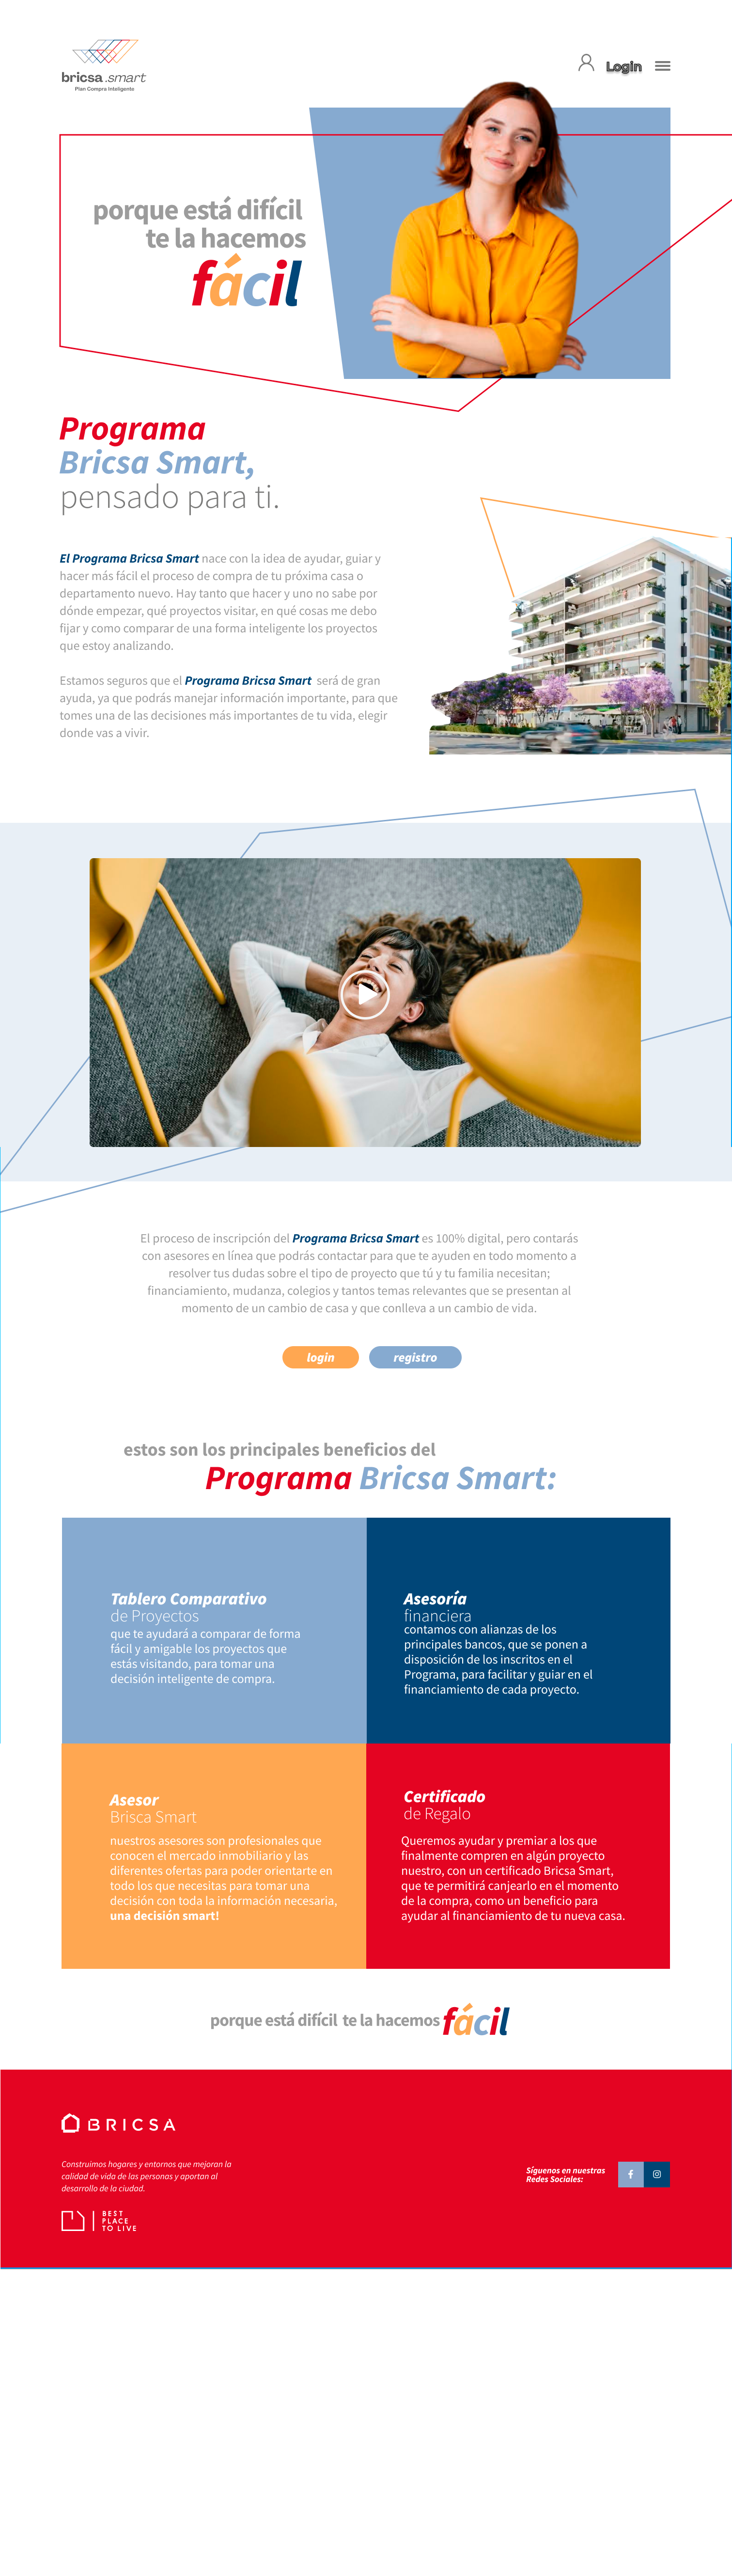 bricsa.smart
Plan Compra Inteligente
Login
porque está difícil
te la hacemos
fácil
Programa
Bricsa Smart,
pensado para ti.
El Programa Bricsa Smart nace con la idea de ayudar, guiar y
hacer más fácil el proceso de compra de tu próxima casa o
departamento nuevo. Hay tanto que hacer y uno no sabe por
dónde empezar, qué proyectos visitar, en qué cosas me debo
fijar y como comparar de una forma inteligente los proyectos
que estoy analizando.
Estamos seguros que el Programa Bricsa Smart será de gran
ayuda, ya que podrás manejar información importante, para que
tomes una de las decisiones más importantes de tu vida, elegir
donde vas a vivir.
El proceso de inscripción del Programa Bricsa Smart es 100% digital, pero contarás
con asesores en línea que podrás contactar para que te ayuden en todo momento a
resolver tus dudas sobre el tipo de proyecto que tú y tu familia necesitan;
financiamiento, mudanza, colegios y tantos temas relevantes que se presentan al
momento de un cambio de casa y que conlleva a un cambio de vida.
login
registro
estos son los principales beneficios del
Programa Bricsa Smart:
Tablero Comparativo
de Proyectos
que te ayudará a comparar de forma
fácil y amigable los proyectos que
estás visitando, para tomar una
decisión inteligente de compra.
Asesoría
financiera
contamos con alianzas de los
principales bancos, que se ponen a
disposición de los inscritos en el
Programa, para facilitar y guiar en el
financiamiento de cada proyecto.
Asesor
Brisca Smart
nuestros asesores son profesionales que
conocen el mercado inmobiliario y las
diferentes ofertas para poder orientarte en
todo los que necesitas para tomar una
decisión con toda la información necesaria,
una decisión smart!
Certificado
de Regalo
Queremos ayudar y premiar a los que
finalmente compren en algún proyecto
nuestro, con un certificado Bricsa Smart,
que te permitirá canjearlo en el momento
de la compra, como un beneficio para
ayudar al financiamiento de tu nueva casa.
porque está difícil te la hacemos fácil
BRICSA
Construimos hogares y entornos que mejoran la
calidad de vida de las personas y aportan al
desarrollo de la ciudad.
Síguenos en nuestras
Redes Sociales:
BEST
PLACE
TO LIVE